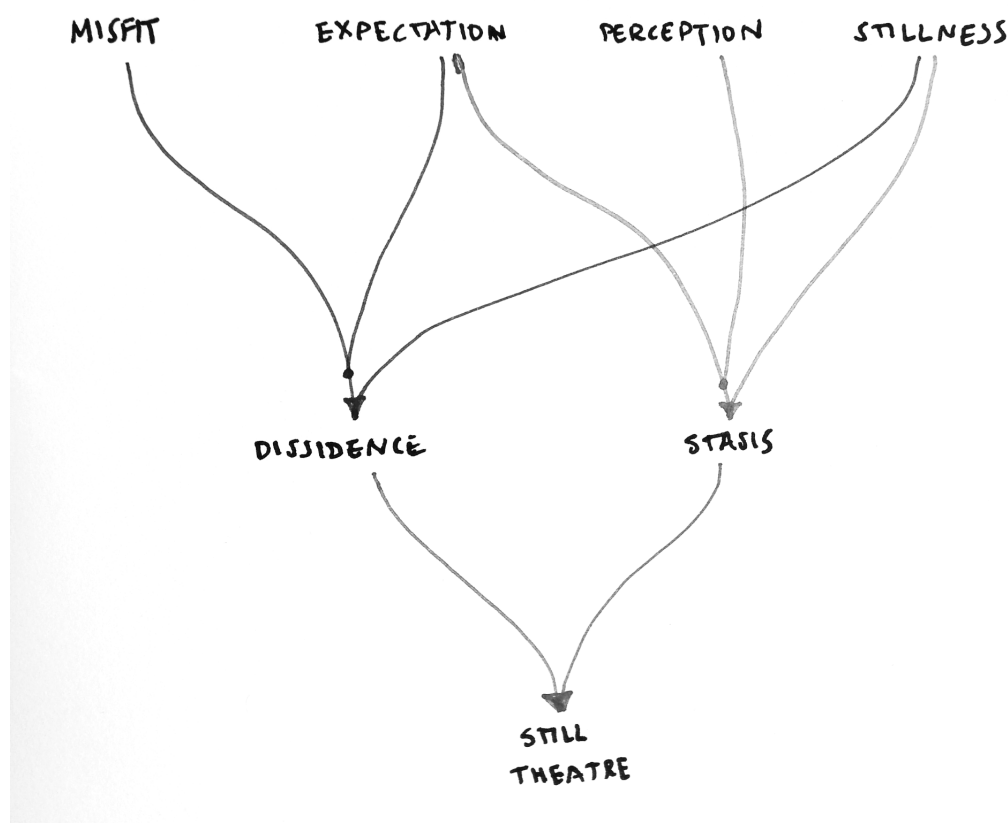 MISFIT EXPECTATION PERCEPTION STILLNESS
DISSIDENCE STASIS
STILL
THEATRE